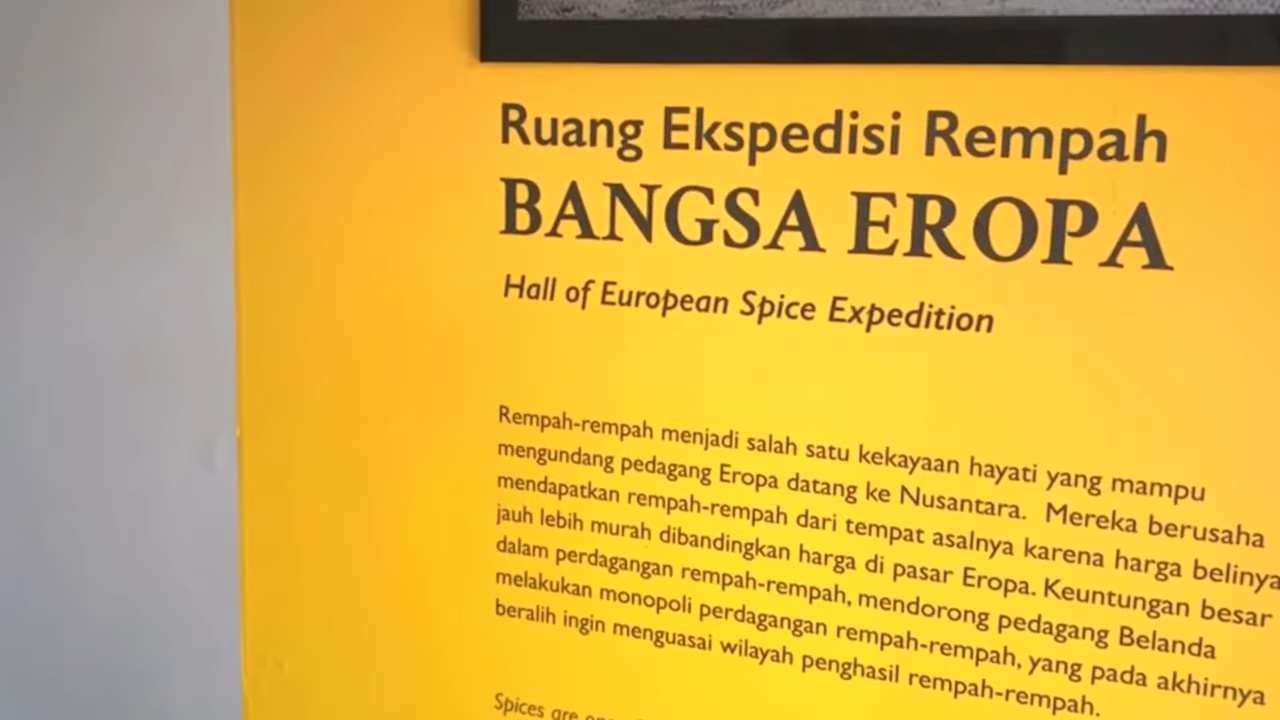 Ruang Ekspedisi Rempah
BANGSA EROPA
Hall of European Spice Expedition
Rempah-rempah menjadi salah satu kekayaan hayati yang mampu
mengundang pedagang Eropa datang ke Nusantara. Mereka berusaha
mendapatkan rempah-rempah dari tempat asalnya karena harga belinya
jauh lebih murah dibandingkan harga di pasar Eropa. Keuntungan besar
dalam perdagangan rempah-rempah, mendorong pedagang Belanda
melakukan monopoli perdagangan rempah-rempah, yang pada akhirnya
beralih ingin menguasai wilayah penghasil rempah-rempah.
Spices are